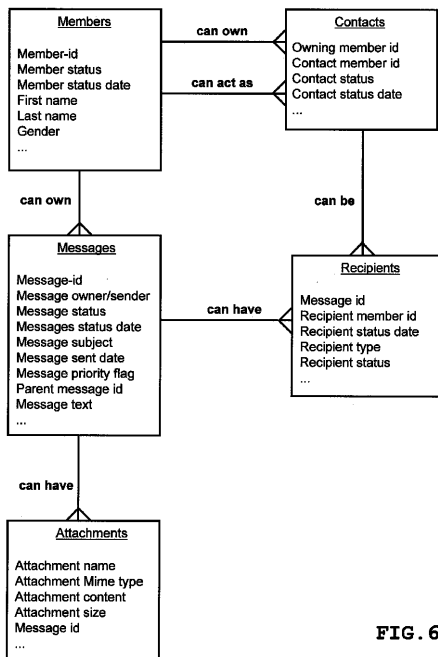 Members
Member-id
Member status
Member status date
First name
Last name
Gender
...
can own
can act as
Contacts
Owning member id
Contact member id
Contact status
Contact status date
...
can own
can be
Messages
Message-id
Message owner/sender
Message status
Messages status date
Message subject
Message sent date
Message priority flag
Parent message id
Message text
...
can have
Recipients
Message id
Recipient member id
Recipient status date
Recipient type
Recipient status
...
can have
Attachments
Attachment name
Attachment Mime type
Attachment content
Attachment size
Message id
...
FIG.6